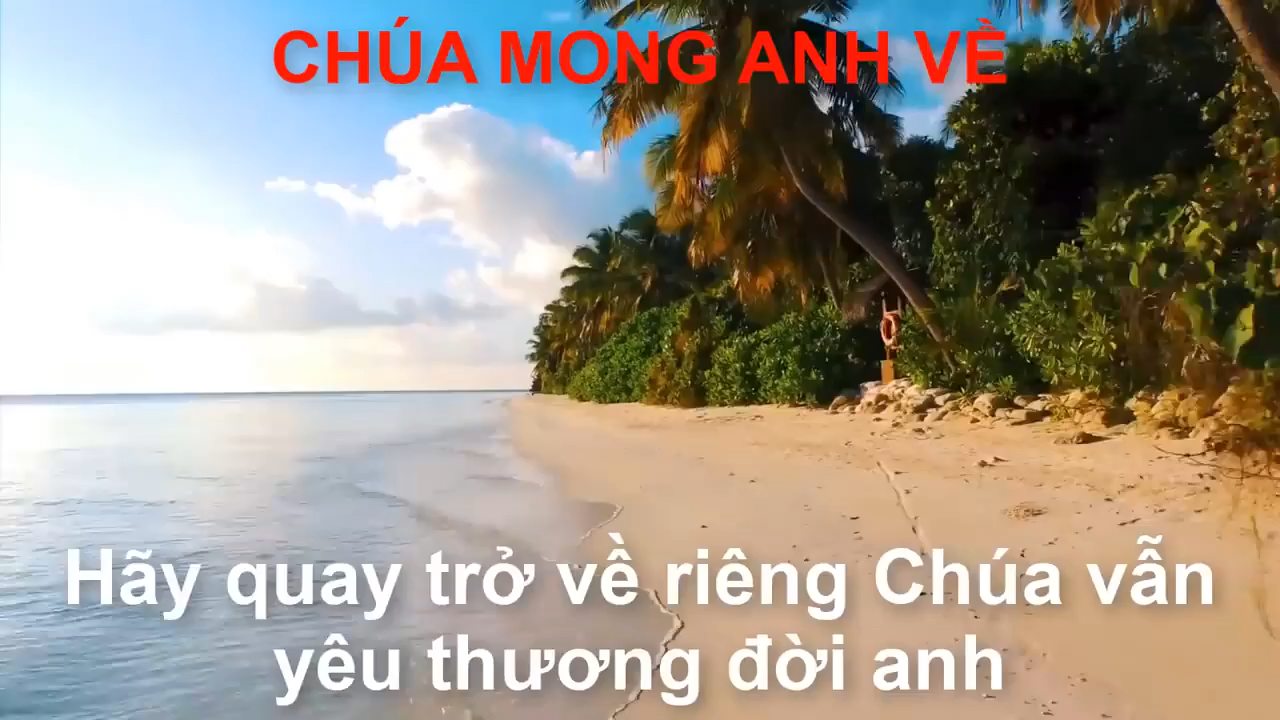 CHÚA MONG ANH VỀ
Hãy quay trở về riêng Chúa vẫn
yêu thương đời anh